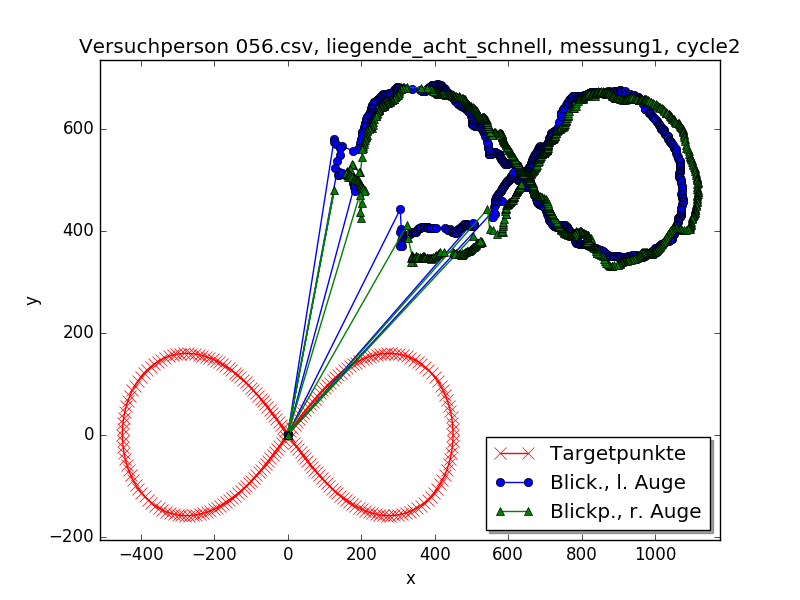 Versuchperson 056.csv, liegende_acht_schnell, messung1, cycle2
600
400
200
0
−200
y
−400 −200 0 200 400 600 800 1000
x
Targetpunkte
Blick., l. Auge
Blickp., r. Auge